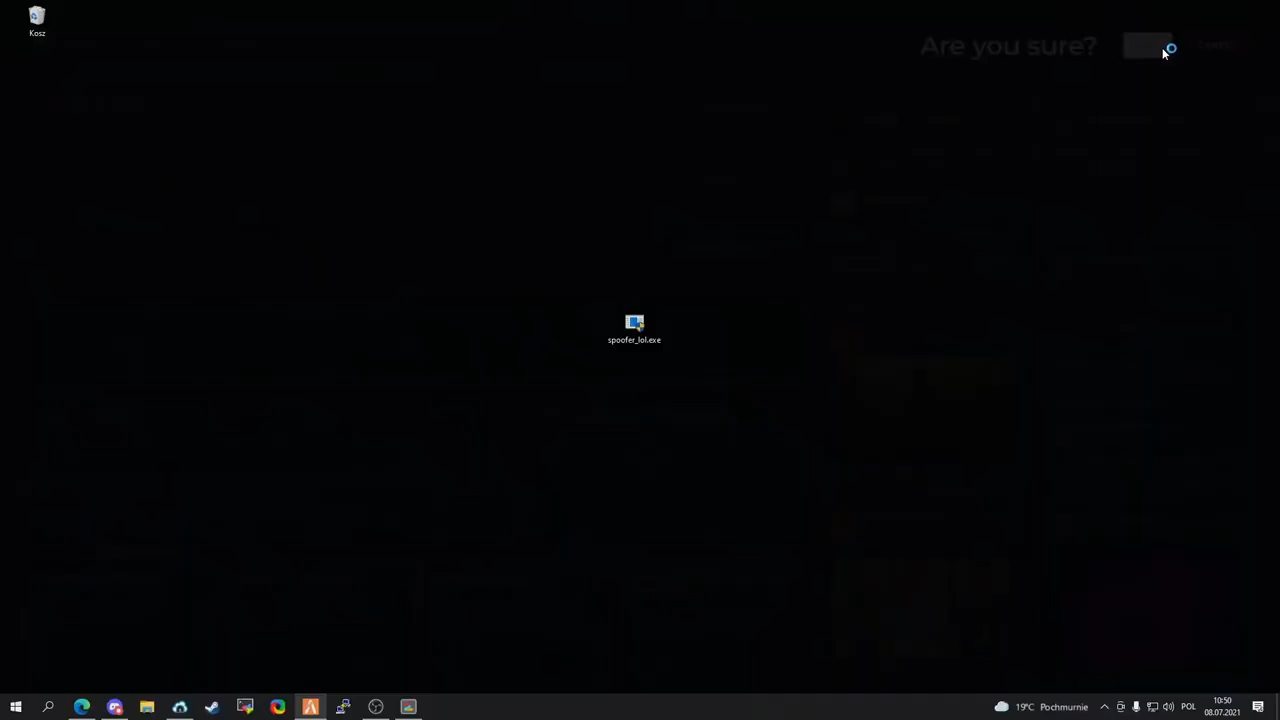 Kosz
Are you sure?
spoofer_lol.exe
19°C Pochmurnie
POL
10:50
08.07.2021